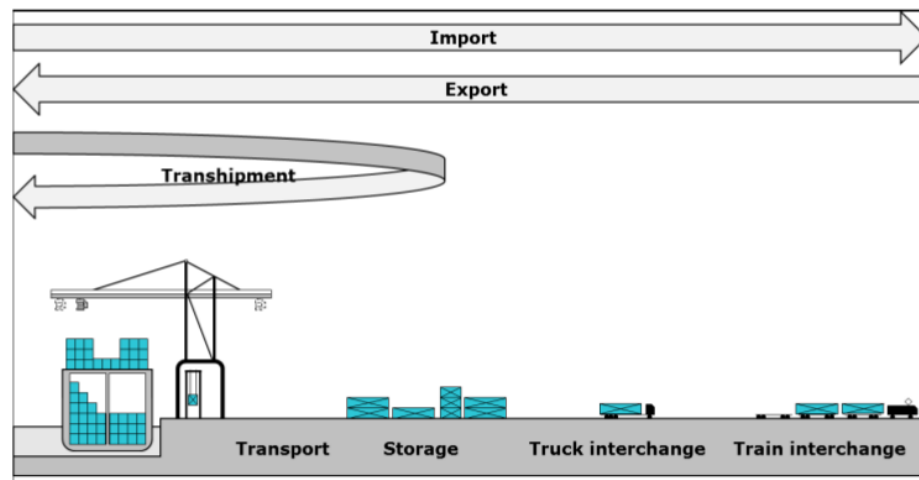 Import
Export
Transhipment
Transport Storage Truck interchange Train interchange